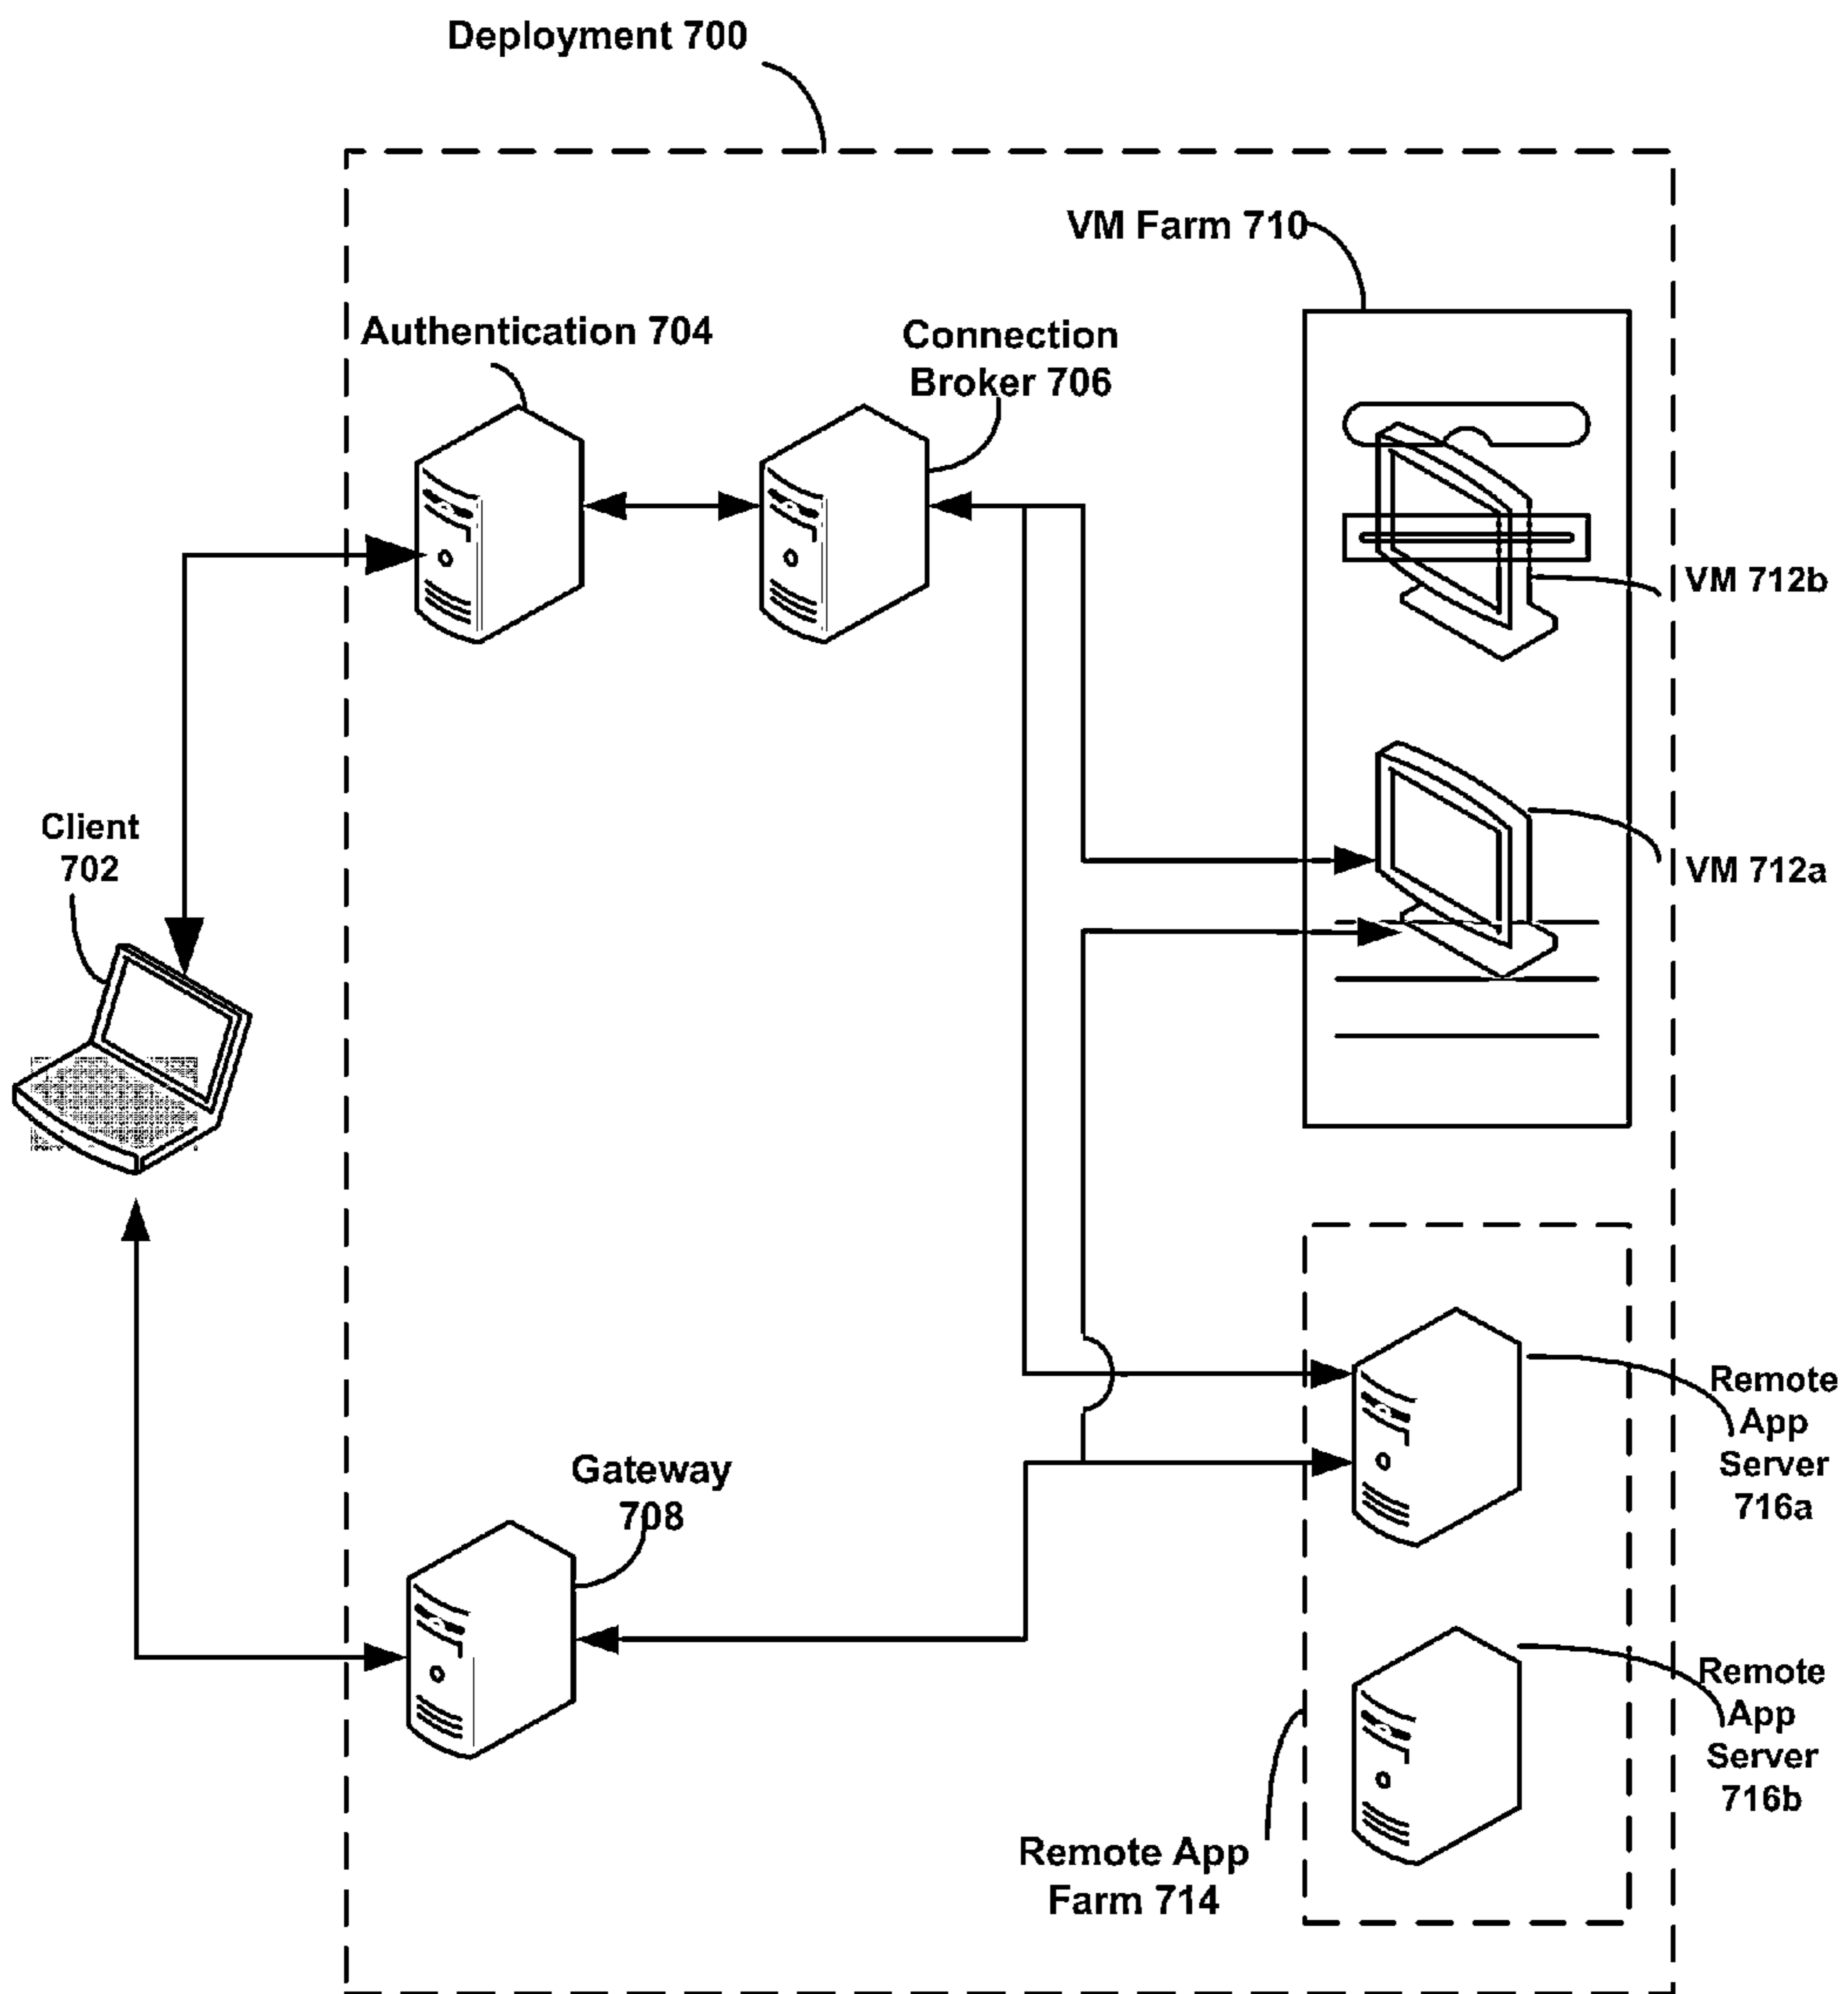 Deployment 700
VM Farm 710
Authentication 704
Connection
Broker 706
VM 712b
Client
702
VM 712a
Remote
App
Server
716a
Gateway
708
Remote
App
Server
716b
Remote App
Farm 714